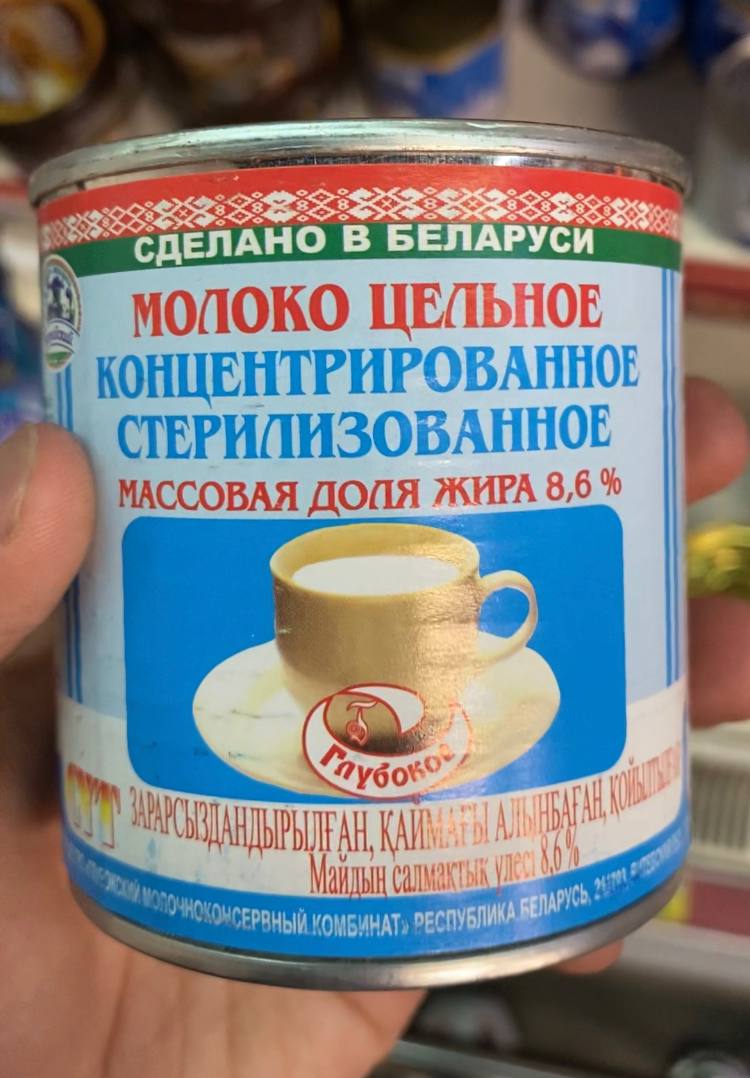 СДЕЛАНО В БЕЛАРУСИ
МОЛОКО ЦЕЛЬНОЕ
КОНЦЕНТРИРОВАННОЕ
СТЕРИЛИЗОВАННОЕ
МАССОВАЯ ДОЛЯ ЖИРА 8,6 %
Глубокое
СҮТ
ЗАРАРСЫЗДАНДЫРЫЛҒАН, ҚАЙМАҒЫ АЛЫНБАҒАН,
Майдың салмақтық үлесі 8,6 %
МОЛОЧНОКОНСЕРВНЫЙ КОМБИНАТ» РЕСПУБЛИКА БЕЛАРУСЬ,